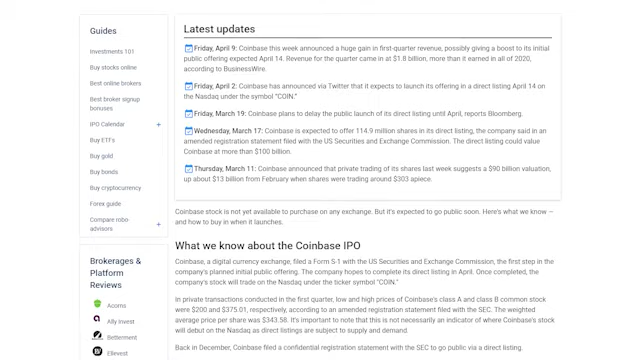 Guides
Investments 101
Buy stocks online
Best online brokers
Best broker signup
bonuses
IPO Calendar +
Buy ETFs
Buy gold
Buy bonds
Buy cryptocurrency
Forex guide
Compare robo-
advisors +
Brokerages &
Platform
Reviews
Acorns
Ally Invest
Betterment
Ellevest
Latest updates
Friday, April 9: Coinbase this week announced a huge gain in first-quarter revenue, possibly giving a boost to its initial
public offering expected April 14. Revenue for the quarter came in at $1.8 billion, more than it earned in all of 2020,
according to BusinessWire.
Friday, April 2: Coinbase has announced via Twitter that it expects to launch its offering in a direct listing April 14 on
the Nasdaq under the symbol "COIN."
Friday, March 19: Coinbase plans to delay the public launch of its direct listing until April, reports Bloomberg.
Wednesday, March 17: Coinbase is expected to offer 114.9 million shares in its direct listing, the company said in an
amended registration statement filed with the US Securities and Exchange Commission. The direct listing could value
Coinbase at more than $100 billion.
Thursday, March 11: Coinbase announced that private trading of its shares last week suggests a $90 billion valuation,
up about $13 billion from February when shares were trading around $303 apiece.
Coinbase stock is not yet available to purchase on any exchange. But it's expected to go public soon. Here's what we know —
and how to buy in when it launches.
What we know about the Coinbase IPO
Coinbase, a digital currency exchange, filed a Form S-1 with the US Securities and Exchange Commission, the first step in the
company's planned initial public offering. The company hopes to complete its direct listing in April. Once completed, the
company's stock will trade on the Nasdaq under the ticker symbol "COIN."
In private transactions conducted in the first quarter, low and high prices of Coinbase's class A and class B common stock
were $200 and $375.01, respectively, according to an amended registration statement filed with the SEC. The weighted
average price per share was $343.58. It's important to note that this is not necessarily an indicator of where Coinbase's stock
will debut on the Nasdaq as direct listings are subject to supply and demand.
Back in December, Coinbase filed a confidential registration statement with the SEC to go public via a direct listing.